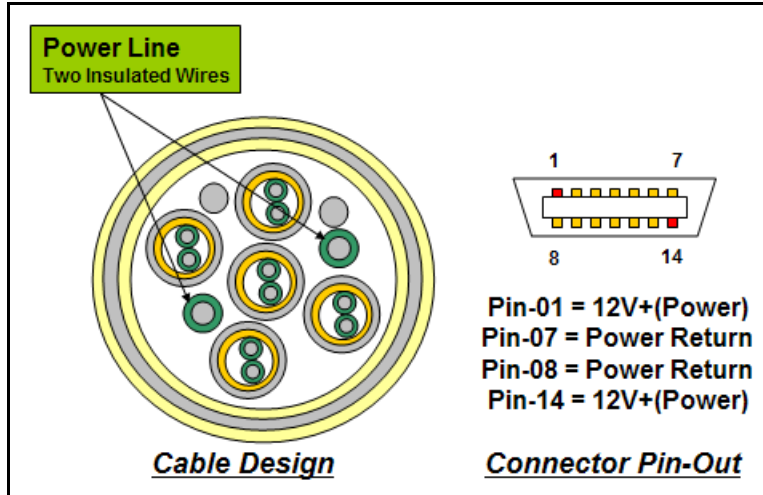 Power Line
Two Insulated Wires
1 7
8 14
Pin-01 = 12V+(Power)
Pin-07 = Power Return
Pin-08 = Power Return
Pin-14 = 12V+(Power)
Cable Design
Connector Pin-Out